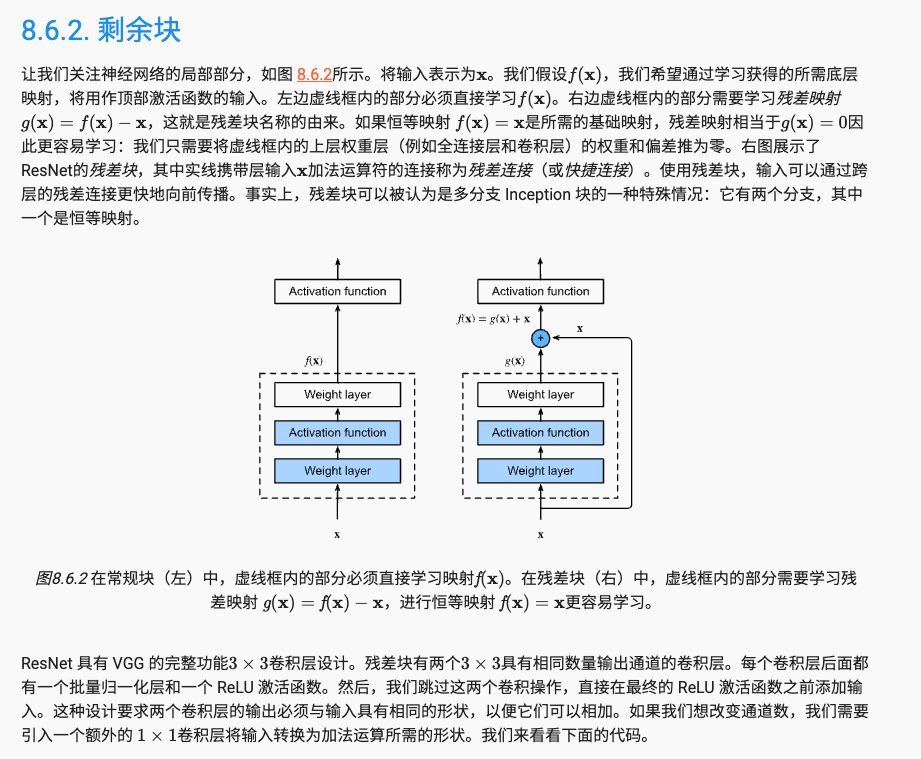 8.6.2. 剩余块
让我们关注神经网络的局部部分，如图 8.6.2所示。将输入表示为x。我们假设f(x)，我们希望通过学习获得的所需底层
映射，将用作顶部激活函数的输入。左边虚线框内的部分必须直接学习f(x)。右边虚线框内的部分需要学习残差映射
g(x) = f(x) − x，这就是残差块名称的由来。如果恒等映射 f(x) = x是所需的基础映射，残差映射相当于g(x) = 0因
此更容易学习：我们只需要将虚线框内的上层权重层（例如全连接层和卷积层）的权重和偏差推为零。右图展示了
ResNet的残差块，其中实线携带层输入x加法运算符的连接称为残差连接（或快捷连接）。使用残差块，输入可以通过跨
层的残差连接更快地向前传播。事实上，残差块可以被认为是多分支 Inception 块的一种特殊情况：它有两个分支，其中
一个是恒等映射。
Activation function
f(x)
Weight layer
Activation function
Weight layer
x
Activation function
f(x) = g(x) + x
+
x
g(x)
Weight layer
Activation function
Weight layer
x
图8.6.2 在常规块（左）中，虚线框内的部分必须直接学习映射f(x)。在残差块（右）中，虚线框内的部分需要学习残
差映射 g(x) = f(x) − x，进行恒等映射 f(x) = x更容易学习。
ResNet 具有 VGG 的完整功能3 × 3卷积层设计。残差块有两个3 × 3具有相同数量输出通道的卷积层。每个卷积层后面都
有一个批量归一化层和一个 ReLU 激活函数。然后，我们跳过这两个卷积操作，直接在最终的 ReLU 激活函数之前添加输
入。这种设计要求两个卷积层的输出必须与输入具有相同的形状，以便它们可以相加。如果我们想改变通道数，我们需要
引入一个额外的 1 × 1卷积层将输入转换为加法运算所需的形状。我们来看看下面的代码。